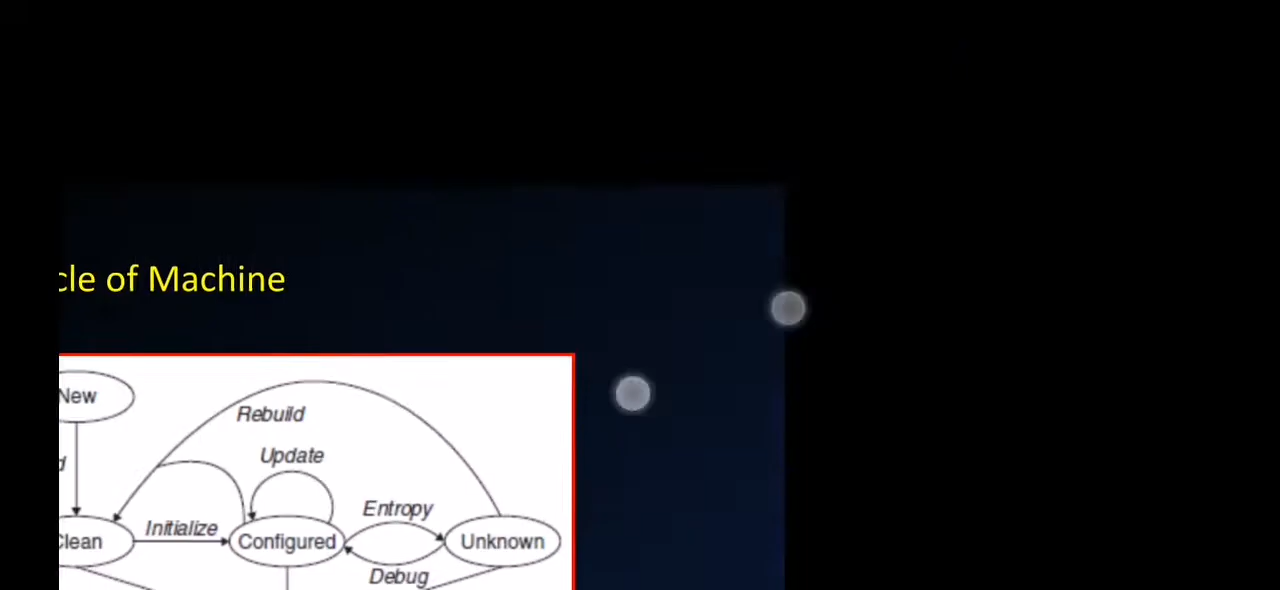 cle of Machine
New
Rebuild
Update
d
Entropy
Initialize
Clean
Configured
Unknown
Debug